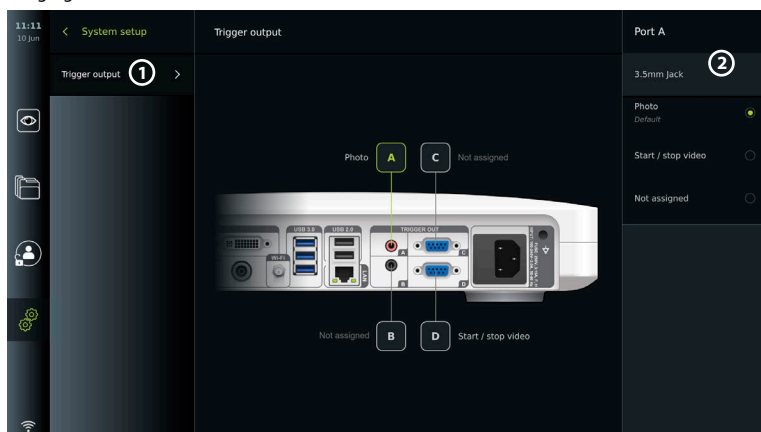 11:11
10 Jun
System setup
Trigger output
Port A
Trigger output
1
3.5mm Jack
2
Photo
Default
Start / stop video
Not assigned
Photo
A
C
Not assigned
USB 3.0
USB 2.0
TRIGGER OUT
Wi-Fi
LAN
A
C
B
D
Not assigned
B
D
Start / stop video